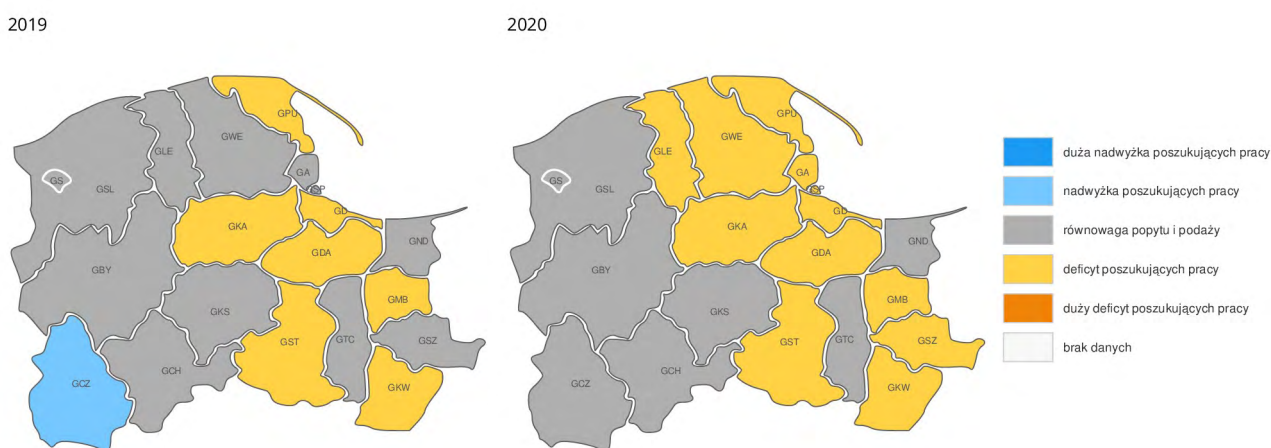 2019
2020
GPU
GWE
GLE
GA
GSP
GS
GSL
GD
GKA
GND
GDA
GBY
GMB
GKS
GSZ
GST
GTC
GCH
GCZ
GKW
GPU
GWE
GLE
GA
GSP
GS
GSL
GD
GKA
GND
GDA
GBY
GMB
GKS
GSZ
GST
GTC
GCH
GCZ
GKW
duża nadwyżka poszukujących pracy
nadwyżka poszukujących pracy
równowaga popytu i podaży
deficyt poszukujących pracy
duży deficyt poszukujących pracy
brak danych